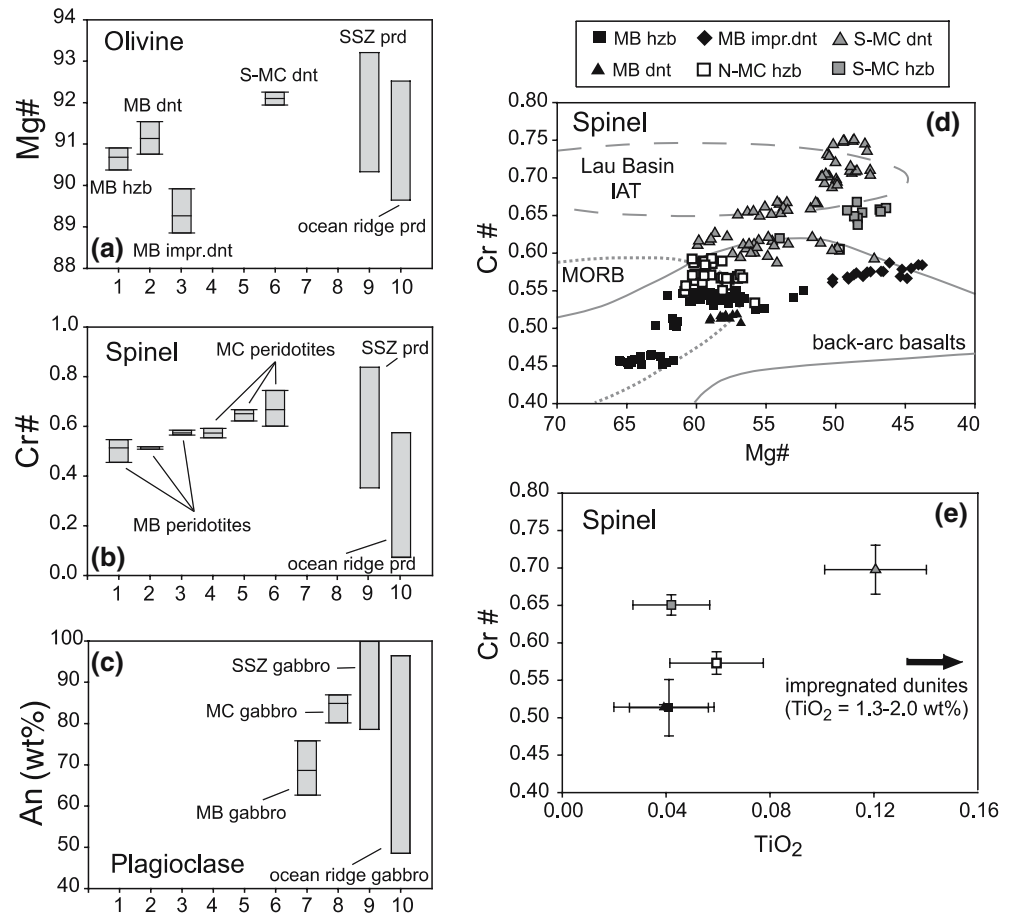 Olivine
Mg#
94
93
92
91
90
89
88
SSZ prd
S-MC dnt
MB dnt
MB hzb
MB impr.dnt
ocean ridge prd
(a)
1 2 3 4 5 6 7 8 9 10
Spinel
Cr#
1.0
0.8
0.6
0.4
0.2
0.0
MC peridotites
SSZ prd
MB peridotites
ocean ridge prd
(b)
1 2 3 4 5 6 7 8 9 10
(c)
An (wt%)
100
90
80
70
60
50
40
SSZ gabbro
MC gabbro
MB gabbro
ocean ridge gabbro
Plagioclase
1 2 3 4 5 6 7 8 9 10
MB hzb MB impr.dnt S-MC dnt
MB dnt N-MC hzb S-MC hzb
Spinel
(d)
Cr #
0.80
0.75
0.70
0.65
0.60
0.55
0.50
0.45
0.40
Lau Basin
IAT
MORB
back-arc basalts
70 65 60 55 50 45 40
Mg#
Spinel
(e)
Cr #
0.80
0.75
0.70
0.65
0.60
0.55
0.50
0.45
0.40
impregnated dunites
(TiO2 = 1.3-2.0 wt%)
0.00 0.04 0.08 0.12 0.16
TiO2